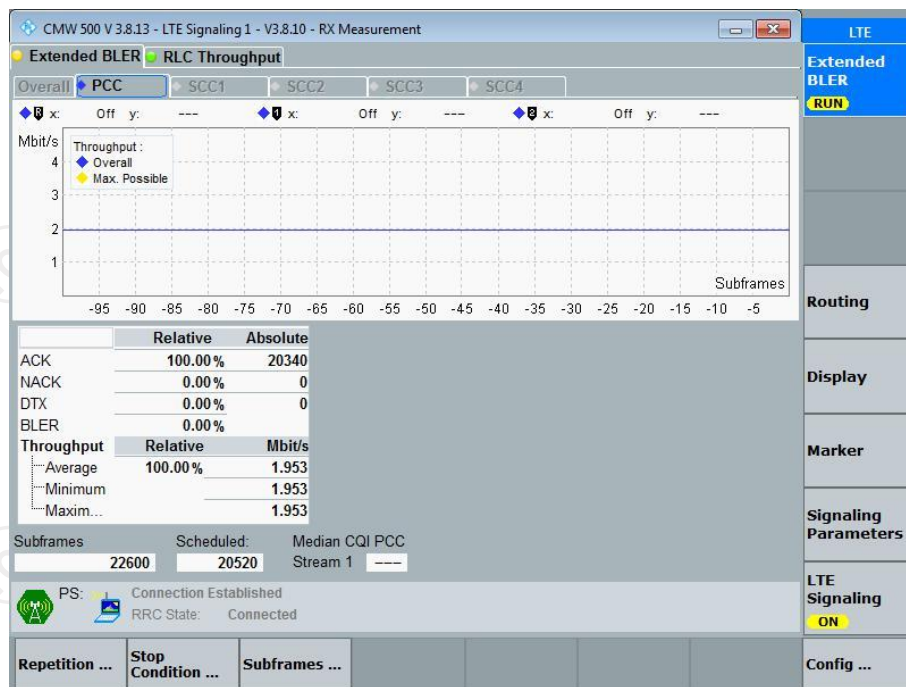 CMW 500 V 3.8.13 - LTE Signaling 1 - V3.8.10 - RX Measurement
LTE
Extended BLER RLC Throughput
Overall PCC SCC1 SCC2 SCC3 SCC4
R x: Off y: --- 1 x: Off y: --- 2 x: Off y: ---
Mbit/s
Throughput :
Overall
Max. Possible
4
3
2
1
Subframes
-95 -90 -85 -80 -75 -70 -65 -60 -55 -50 -45 -40 -35 -30 -25 -20 -15 -10 -5
Relative Absolute
ACK 100.00 % 20340
NACK 0.00 % 0
DTX 0.00 % 0
BLER 0.00 %
Throughput Relative Mbit/s
Average 100.00 % 1.953
Minimum 1.953
Maxim... 1.953
Subframes Scheduled: Median CQI PCC
22600 20520 Stream 1 ---
PS: Connection Established
RRC State: Connected
Extended
BLER
RUN
Routing
Display
Marker
Signaling
Parameters
LTE
Signaling
ON
Repetition ... Stop
Condition ... Subframes ... Config ...